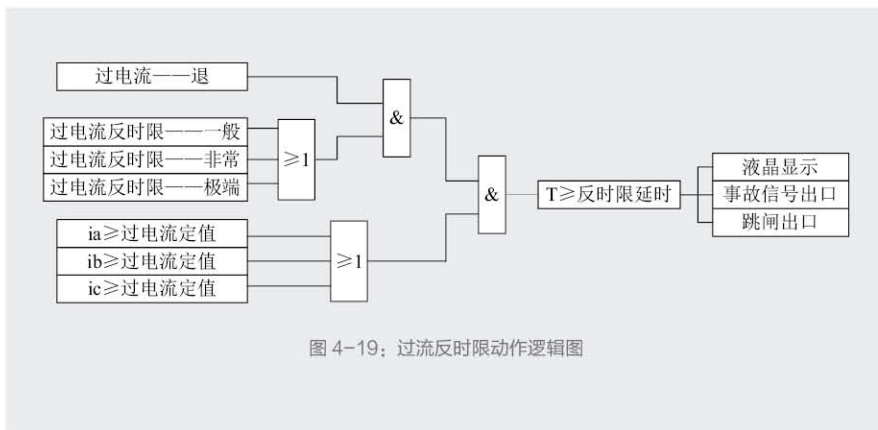 过电流——退
&
过电流反时限——一般
过电流反时限——非常
过电流反时限——极端
≥1
&
T≥反时限延时
液晶显示
事故信号出口
跳闸出口
ia≥过电流定值
ib≥过电流定值
ic≥过电流定值
≥1
图 4-19：过流反时限动作逻辑图